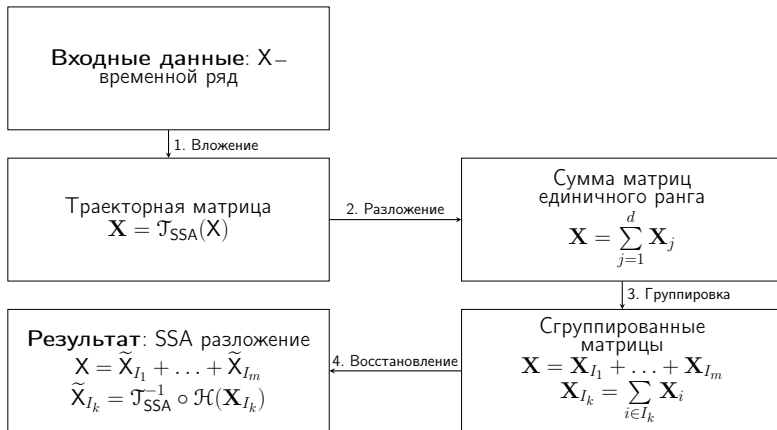 Входные данные: X –
временной ряд
1. Вложение
Траекторная матрица
𝐗 = 𝒯_SSA(X)
2. Разложение
Сумма матриц
единичного ранга
𝐗 = ∑_{j=1}^{d} 𝐗_j
3. Группировка
Сгруппированные
матрицы
𝐗 = 𝐗_{I_1} + … + 𝐗_{I_m}
𝐗_{I_k} = ∑_{i∈I_k} 𝐗_i
4. Восстановление
Результат: SSA разложение
X = X̃_{I_1} + … + X̃_{I_m}
X̃_{I_k} = 𝒯_SSA^{-1} ∘ ℋ(𝐗_{I_k})